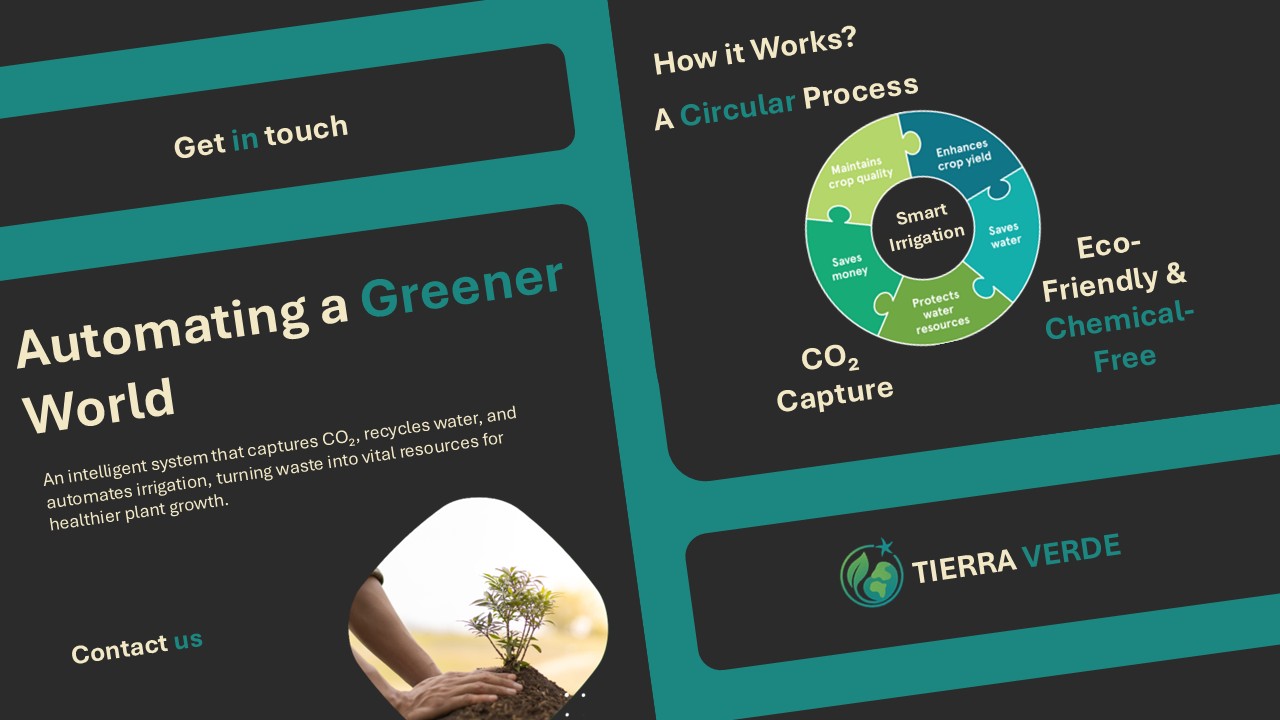 Get in touch
Automating a Greener
World
An intelligent system that captures CO₂, recycles water, and
automates irrigation, turning waste into vital resources for
healthier plant growth.
Contact us
How it Works?
A Circular Process
Maintains
crop quality
Enhances
crop yield
Smart
Irrigation
Saves
water
Saves
money
Protects
water
resources
Eco-
Friendly &
Chemical-
Free
CO₂
Capture
TIERRA VERDE